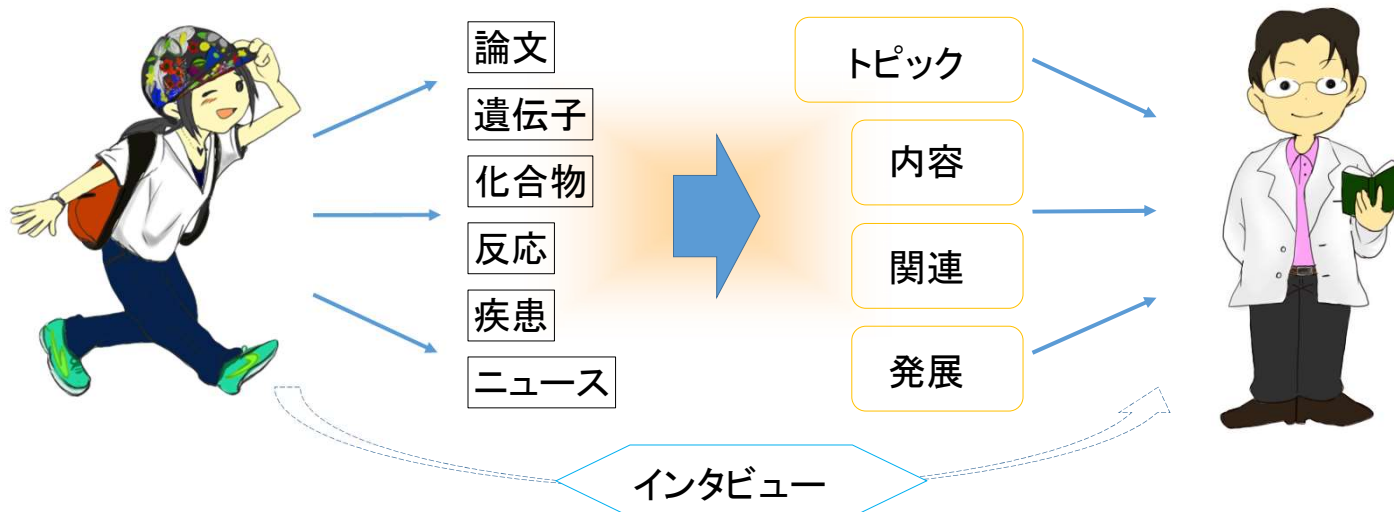 論文
遺伝子
化合物
反応
疾患
ニュース
トピック
内容
関連
発展
インタビュー